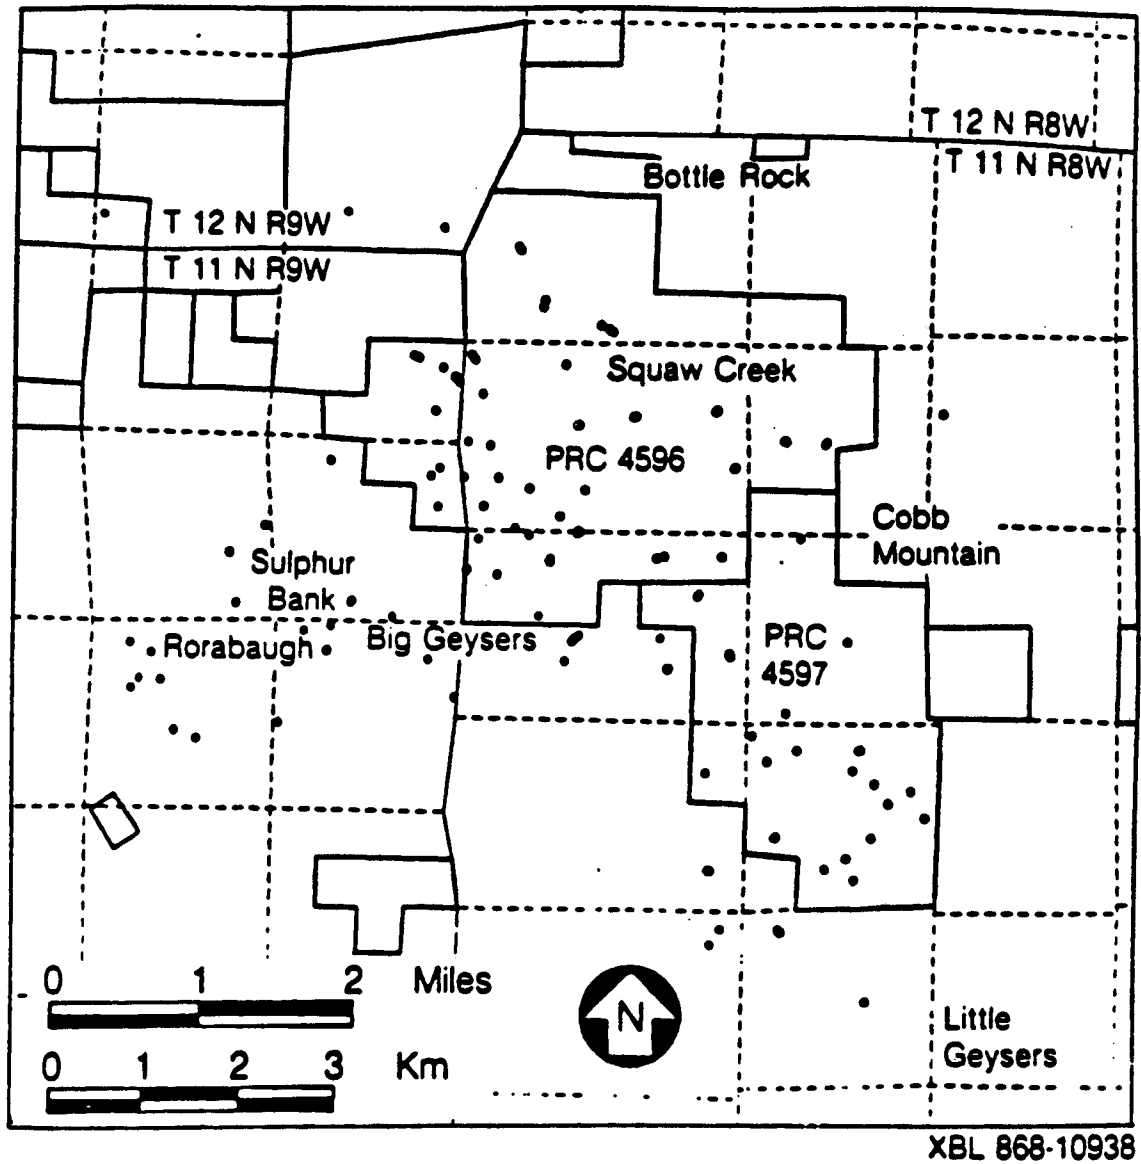 T 12 N R8W
T 11 N R8W
Bottle Rock
T 12 N R9W
T 11 N R9W
Squaw Creek
PRC 4596
Cobb
Mountain
Sulphur
Bank
Rorabaugh
Big Geysers
PRC
4597
0 1 2 Miles
0 1 2 3 Km
N
Little
Geysers
XBL 868-10938